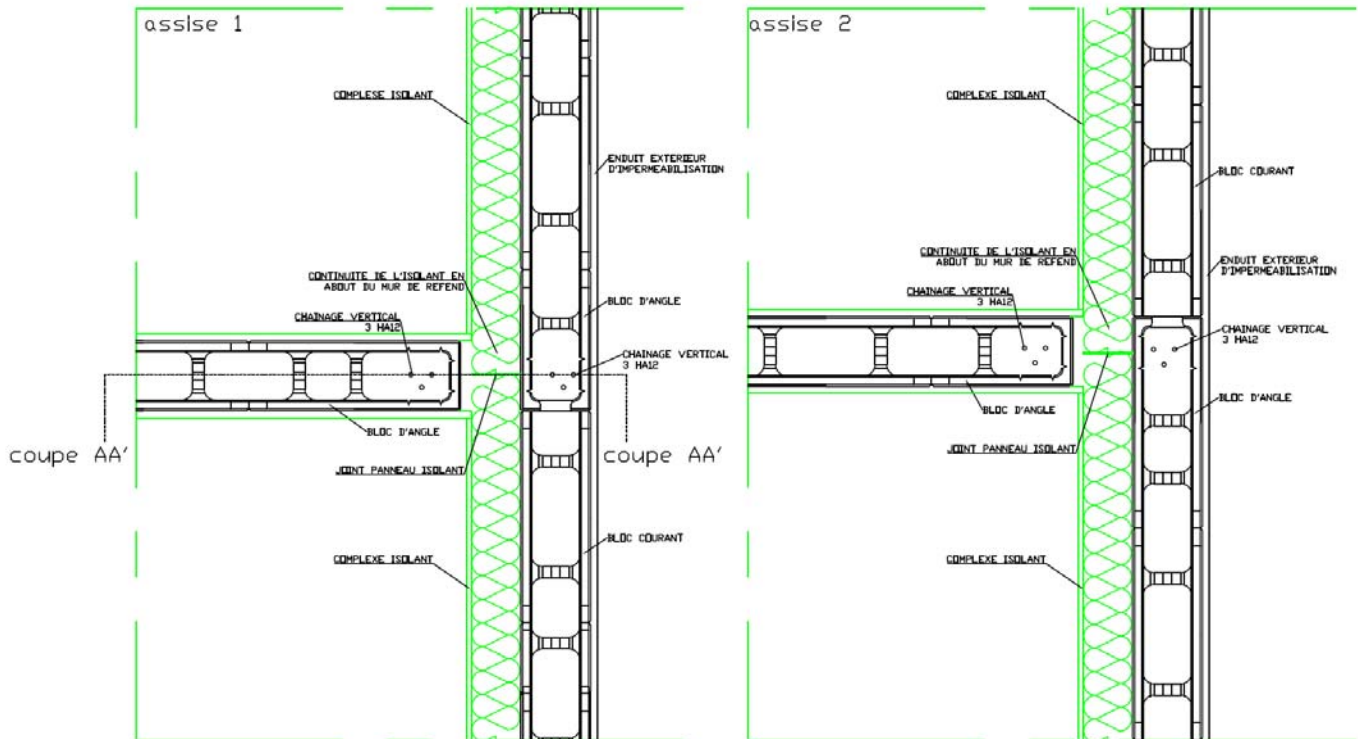 assise 1
COMPLESE ISOLANT
ENDUIT EXTERIEUR
D'IMPERMEABILISATION
CONTINUITE DE L'ISOLANT EN
ABOUT DU MUR DE REFEND
BLOC D'ANGLE
CHAINAGE VERTICAL
3 HA12
CHAINAGE VERTICAL
3 HA12
BLOC D'ANGLE
coupe AA'
JOINT PANNEAU ISOLANT
coupe AA'
BLOC COURANT
COMPLEXE ISOLANT
assise 2
COMPLEXE ISOLANT
BLOC COURANT
CONTINUITE DE L'ISOLANT EN
ABOUT DU MUR DE REFEND
ENDUIT EXTERIEUR
D'IMPERMEABILISATION
CHAINAGE VERTICAL
3 HA12
CHAINAGE VERTICAL
3 HA12
BLOC D'ANGLE
BLOC D'ANGLE
JOINT PANNEAU ISOLANT
COMPLEXE ISOLANT